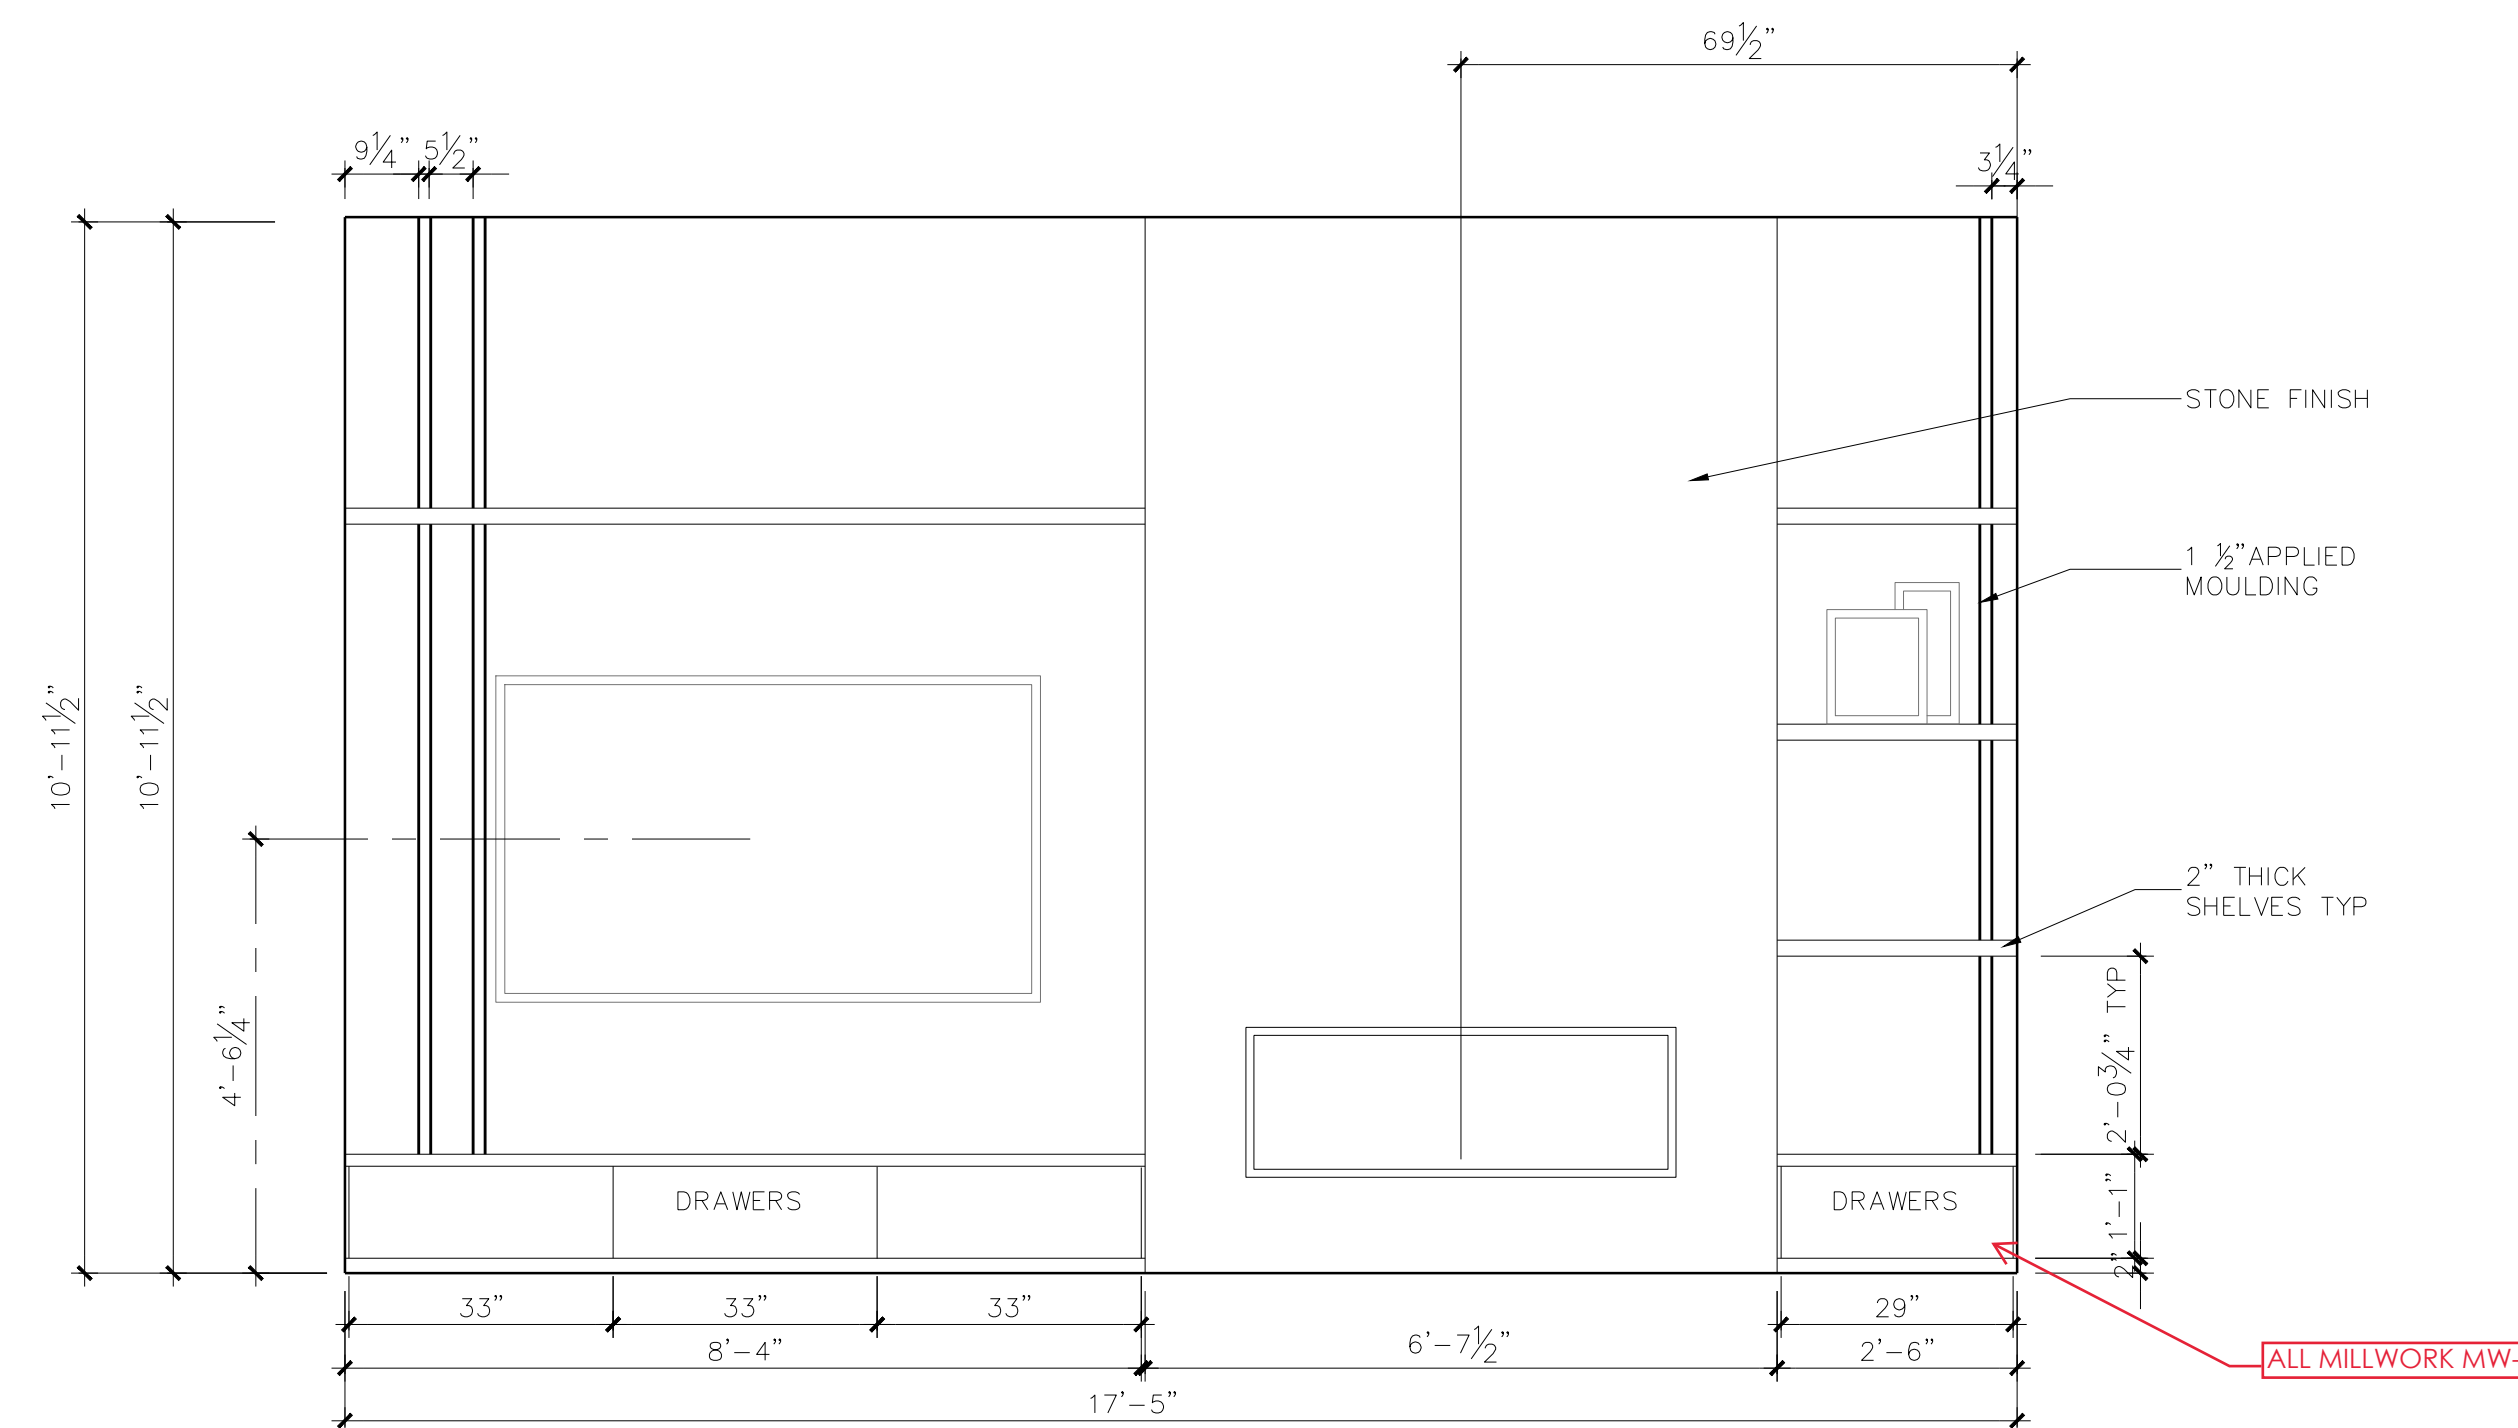 69½”
9¼” 5½”
3¼”
STONE FINISH
1 ½”APPLIED
MOULDING
10’-11½”
10’-11½”
2” THICK
SHELVES TYP
4’-6¼”
2’-0¾” TYP
DRAWERS
DRAWERS
1’-1”
2”
33” 33” 33” 29”
8’-4” 6’-7½” 2’-6”
ALL MILLWORK MW-
17’-5”